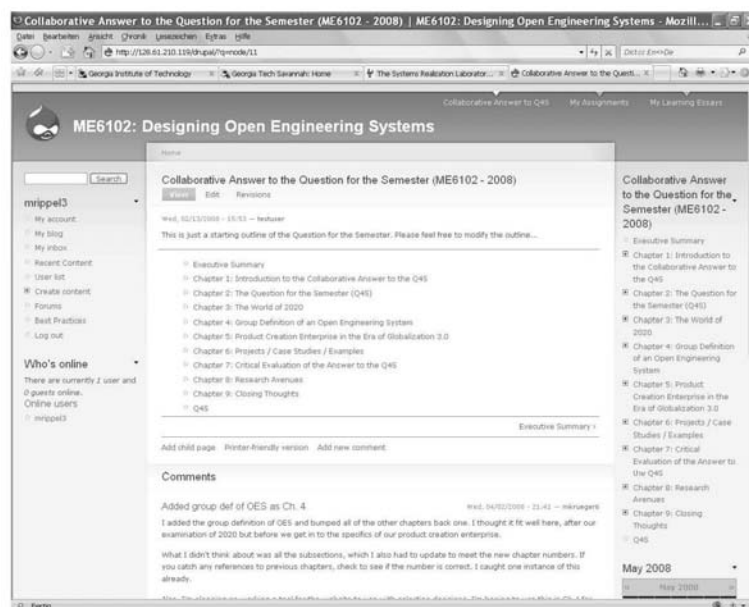 Collaborative Answer to the Question for the Semester (ME6102 - 2008) | ME6102: Designing Open Engineering Systems - Mozill...
Datei Bearbeiten Ansicht Chronik Lesezeichen Extras Hilfe
http://128.61.210.119/drupal/?q=node/11
Dictcc En<>De
Georgia Institute of Technology
Georgia Tech Savannah: Home
The Systems Realization Laborator...
Collaborative Answer to the Questi...
Collaborative Answer to Q4S My Assignments My Learning Essays
ME6102: Designing Open Engineering Systems
Search
mrippel3
My account
My blog
My inbox
Recent Content
User list
Create content
Forums
Best Practices
Log out
Who's online
There are currently 1 user and
0 guests online.
Online users
mrippel3
Home
Collaborative Answer to the Question for the Semester (ME6102 - 2008)
View Edit Revisions
Wed, 02/13/2008 - 15:53 — testuser
This is just a starting outline of the Question for the Semester. Please feel free to modify the outline...
Executive Summary
Chapter 1: Introduction to the Collaborative Answer to the Q4S
Chapter 2: The Question for the Semester (Q4S)
Chapter 3: The World of 2020
Chapter 4: Group Definition of an Open Engineering System
Chapter 5: Product Creation Enterprise in the Era of Globalization 3.0
Chapter 6: Projects / Case Studies / Examples
Chapter 7: Critical Evaluation of the Answer to the Q4S
Chapter 8: Research Avenues
Chapter 9: Closing Thoughts
Q4S
Executive Summary ›
Add child page Printer-friendly version Add new comment
Comments
Added group def of OES as Ch. 4
Wed, 04/02/2008 - 21:41 —
I added the group definition of OES and bumped all of the other chapters back one. I thought it fit well here, after our
examination of 2020 but before we get in to the specifics of our product creation enterprise.
What I didn't think about was all the subsections, which I also had to update to meet the new chapter numbers. If
you catch any references to previous chapters, check to see if the number is correct. I caught one instance of this
already.
Collaborative Answer
to the Question for the
Semester (ME6102 -
2008)
Executive Summary
Chapter 1: Introduction to
the Collaborative Answer to
the Q4S
Chapter 2: The Question for
the Semester (Q4S)
Chapter 3: The World of
2020
Chapter 4: Group Definition
of an Open Engineering
System
Chapter 5: Product
Creation Enterprise in the
Era of Globalization 3.0
Chapter 6: Projects / Case
Studies / Examples
Chapter 7: Critical
Evaluation of the Answer to
the Q4S
Chapter 8: Research
Avenues
Chapter 9: Closing
Thoughts
Q4S
May 2008
« May 2008 »
Fertig